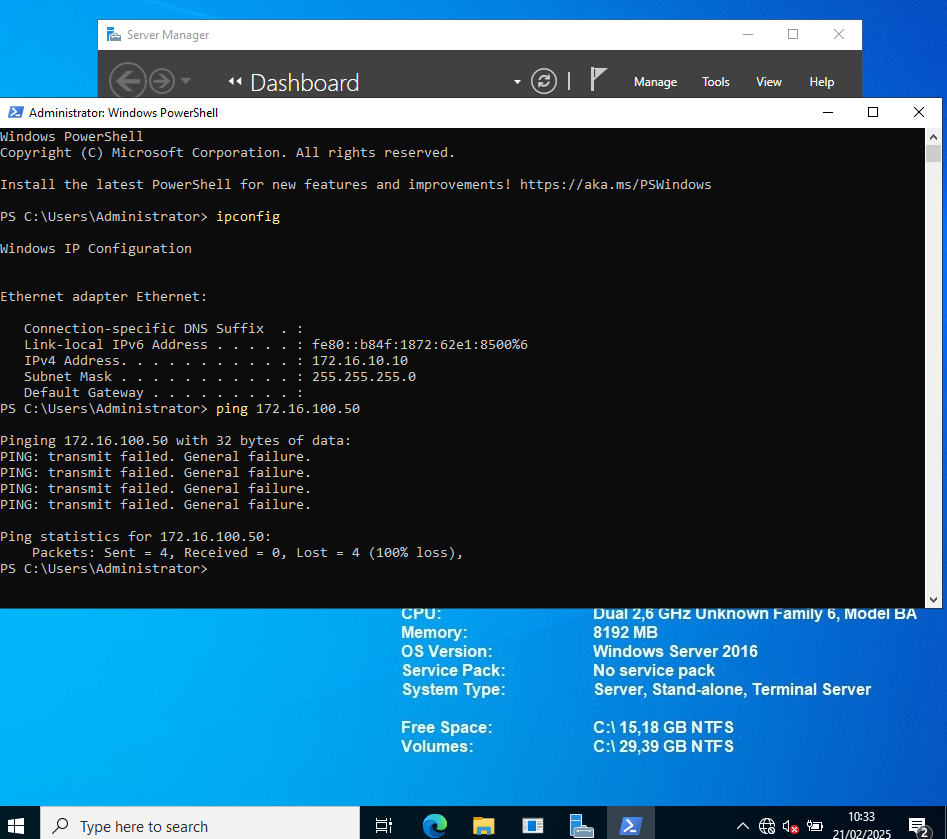 Server Manager
Dashboard
Manage Tools View Help
Administrator: Windows PowerShell
Windows PowerShell
Copyright (C) Microsoft Corporation. All rights reserved.
Install the latest PowerShell for new features and improvements! https://aka.ms/PSWindows
PS C:\Users\Administrator> ipconfig
Windows IP Configuration
Ethernet adapter Ethernet:
Connection-specific DNS Suffix  . :
Link-local IPv6 Address . . . . . : fe80::b84f:1872:62e1:8500%6
IPv4 Address. . . . . . . . . . . : 172.16.10.10
Subnet Mask . . . . . . . . . . . : 255.255.255.0
Default Gateway . . . . . . . . . :
PS C:\Users\Administrator> ping 172.16.100.50
Pinging 172.16.100.50 with 32 bytes of data:
PING: transmit failed. General failure.
PING: transmit failed. General failure.
PING: transmit failed. General failure.
PING: transmit failed. General failure.
Ping statistics for 172.16.100.50:
Packets: Sent = 4, Received = 0, Lost = 4 (100% loss),
PS C:\Users\Administrator>
CPU: Dual 2,6 GHz Unknown Family 6, Model BA
Memory: 8192 MB
OS Version: Windows Server 2016
Service Pack: No service pack
System Type: Server, Stand-alone, Terminal Server
Free Space: C:\ 15,18 GB NTFS
Volumes: C:\ 29,39 GB NTFS
Type here to search
10:33
21/02/2025
2